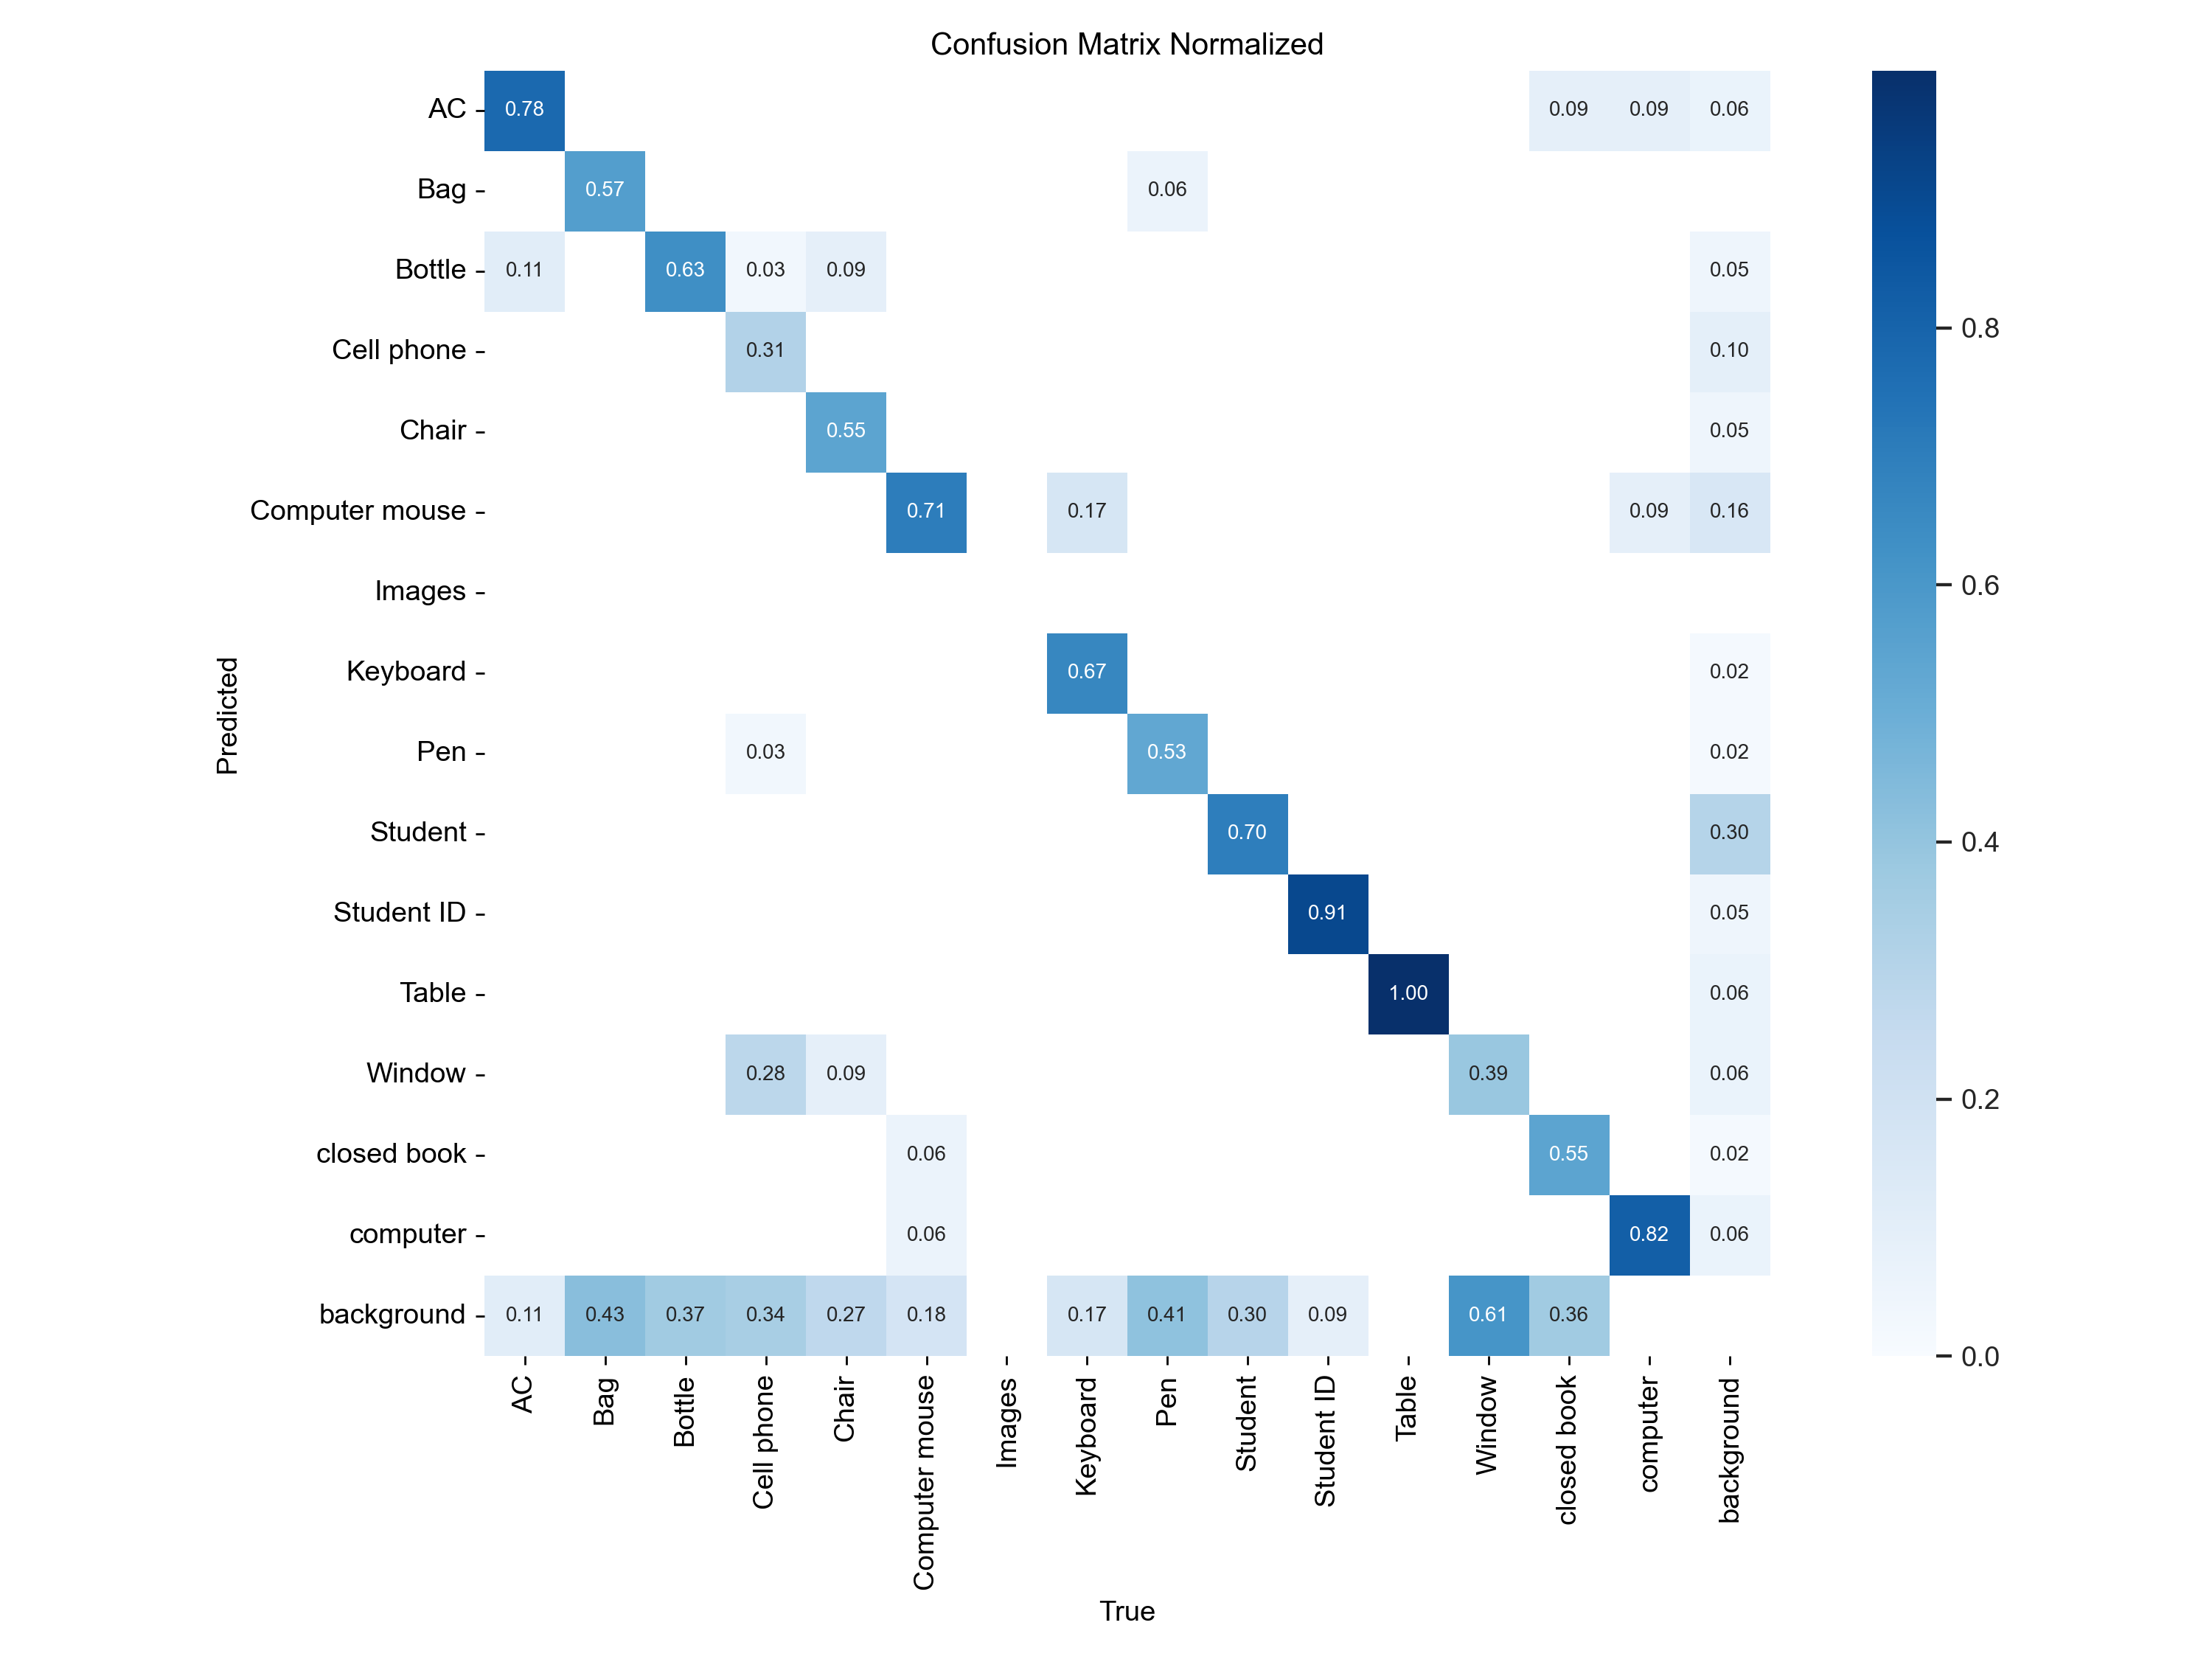 Confusion Matrix Normalized
AC 0.78 0.09 0.09 0.06
Bag 0.57 0.06
Bottle 0.11 0.63 0.03 0.09 0.05
Cell phone 0.31 0.10
Chair 0.55 0.05
Computer mouse 0.71 0.17 0.09 0.16
Images
Keyboard 0.67 0.02
Pen 0.03 0.53 0.02
Student 0.70 0.30
Student ID 0.91 0.05
Table 1.00 0.06
Window 0.28 0.09 0.39 0.06
closed book 0.06 0.55 0.02
computer 0.06 0.82 0.06
background 0.11 0.43 0.37 0.34 0.27 0.18 0.17 0.41 0.30 0.09 0.61 0.36
Predicted
AC
Bag
Bottle
Cell phone
Chair
Computer mouse
Images
Keyboard
Pen
Student
Student ID
Table
Window
closed book
computer
background
True
0.8
0.6
0.4
0.2
0.0